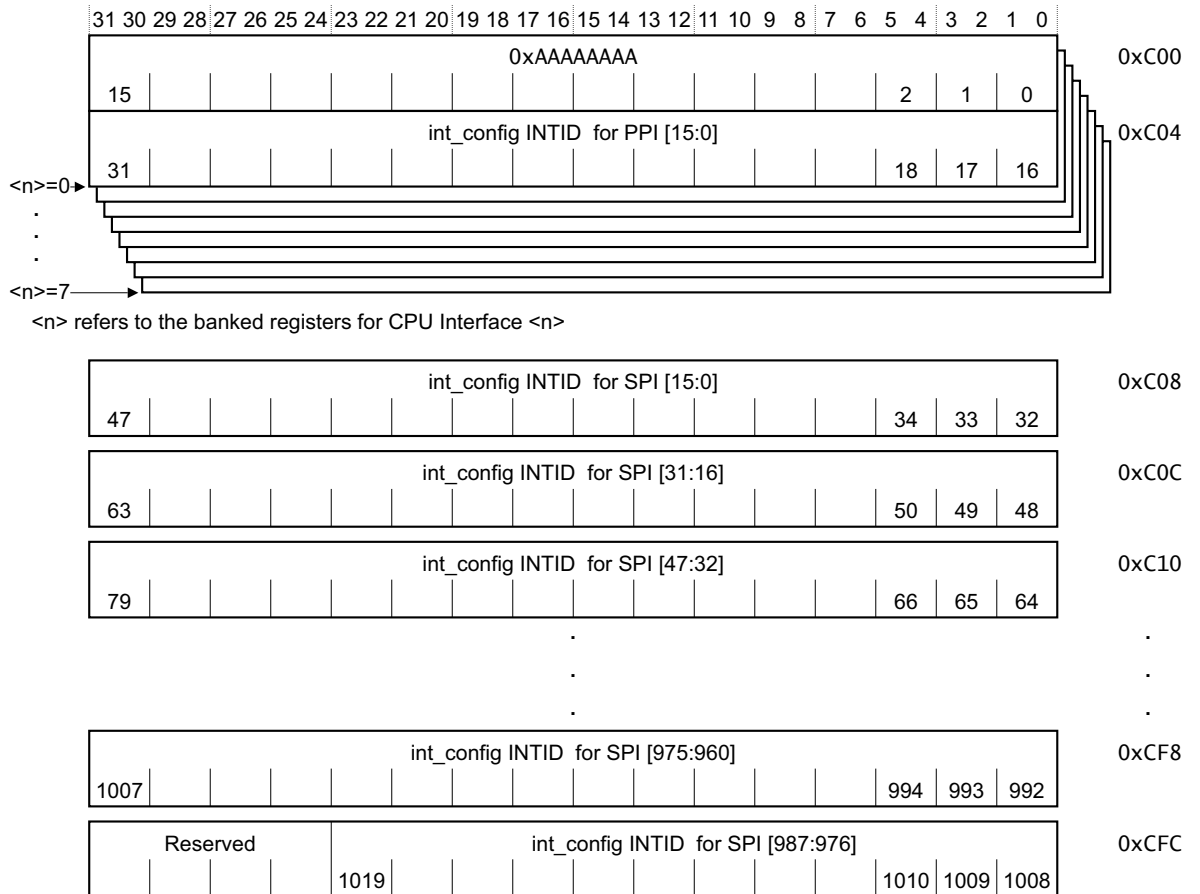 31 30 29 28 27 26 25 24 23 22 21 20 19 18 17 16 15 14 13 12 11 10 9 8 7 6 5 4 3 2 1 0
0xAAAAAAAA 0xC00
15 2 1 0
int_config INTID for PPI [15:0] 0xC04
31 18 17 16
<n>=0
.
.
.
<n>=7
<n> refers to the banked registers for CPU Interface <n>
int_config INTID for SPI [15:0] 0xC08
47 34 33 32
int_config INTID for SPI [31:16] 0xC0C
63 50 49 48
int_config INTID for SPI [47:32] 0xC10
79 66 65 64
. .
. .
. .
int_config INTID for SPI [975:960] 0xCF8
1007 994 993 992
Reserved int_config INTID for SPI [987:976] 0xCFC
1019 1010 1009 1008